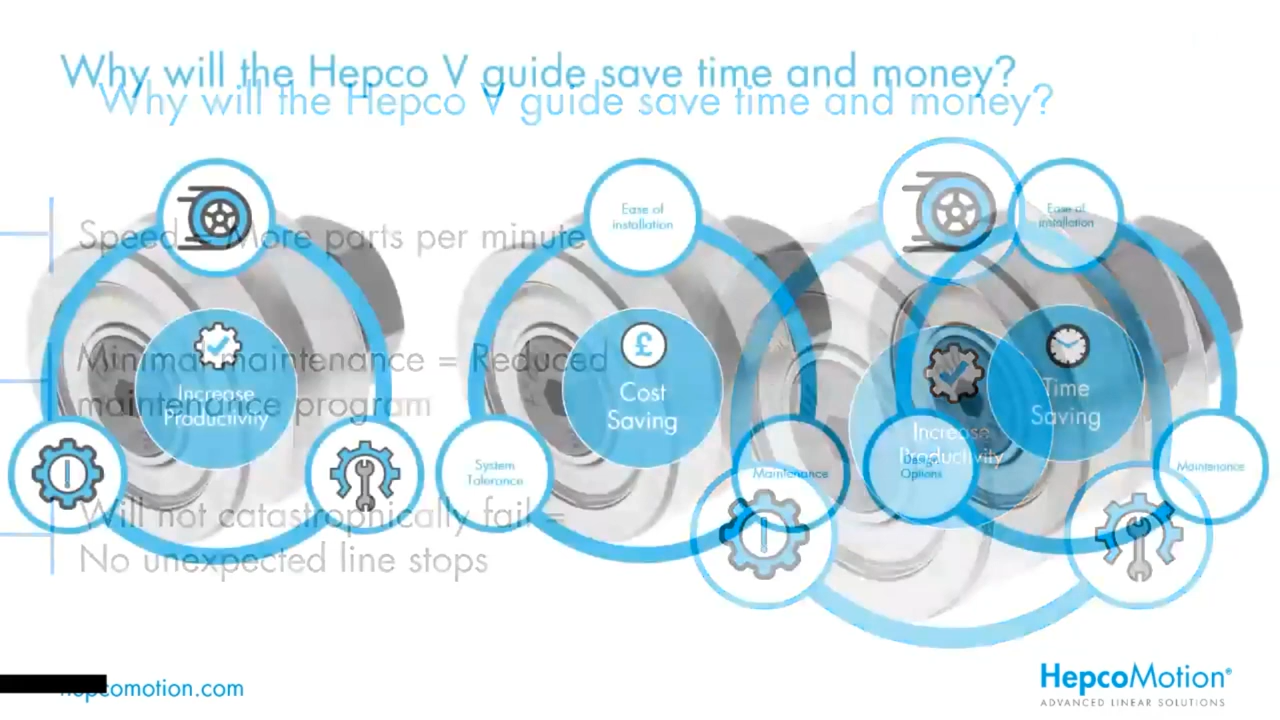 Why will the Hepco V guide save time and money?
Why will the Hepco V guide save time and money?
Speed = More parts per minute
Minimal maintenance = Reduced
maintenance program
Will not catastrophically fail =
No unexpected line stops
Increase
Productivity
Ease of
installation
£
Cost
Saving
System
Tolerance
Maintenance
Increase
Productivity
Ease of
installation
Time
Saving
Design
Options
Maintenance
hepcomotion.com
HepcoMotion®
ADVANCED LINEAR SOLUTIONS